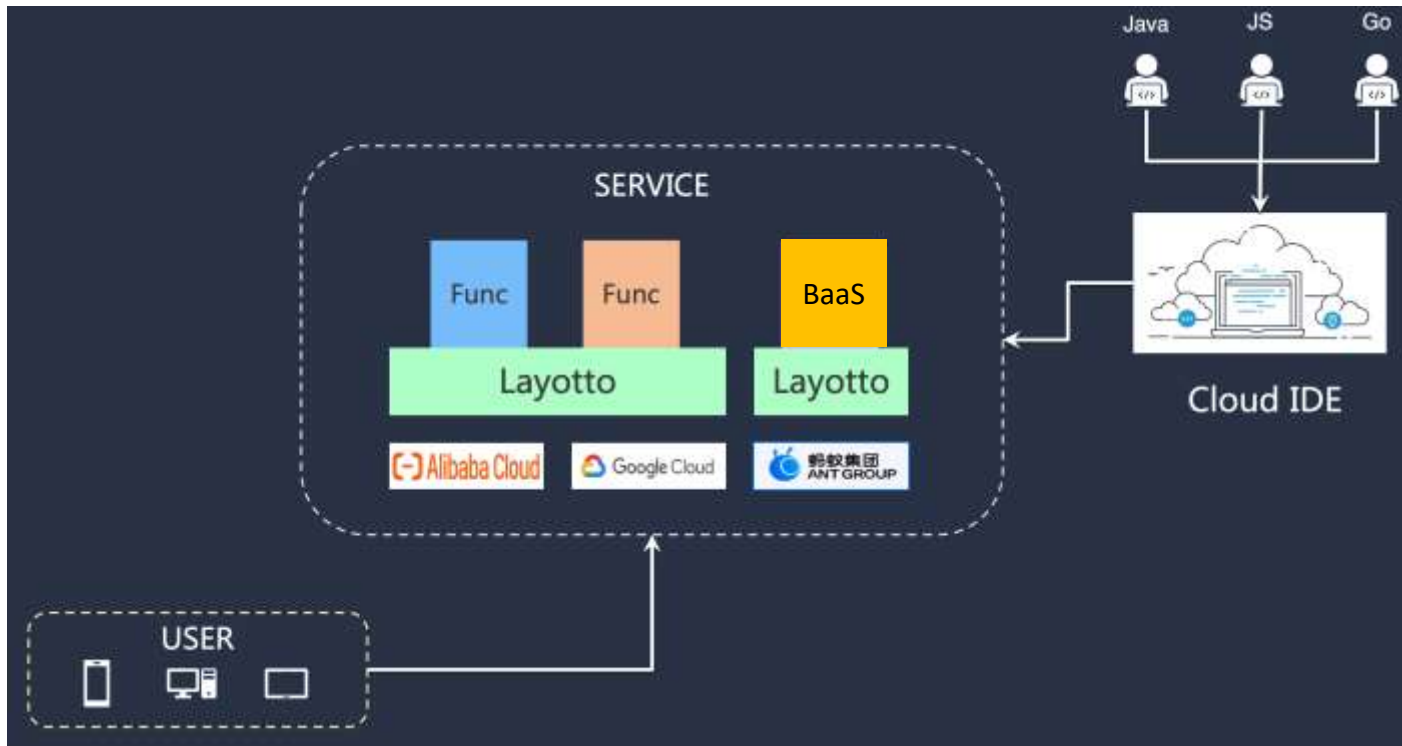 Java JS Go
</> </> </>
SERVICE
Func Func BaaS
Layotto Layotto
Cloud IDE
Alibaba Cloud Google Cloud 蚂蚁集团
ANT GROUP
USER